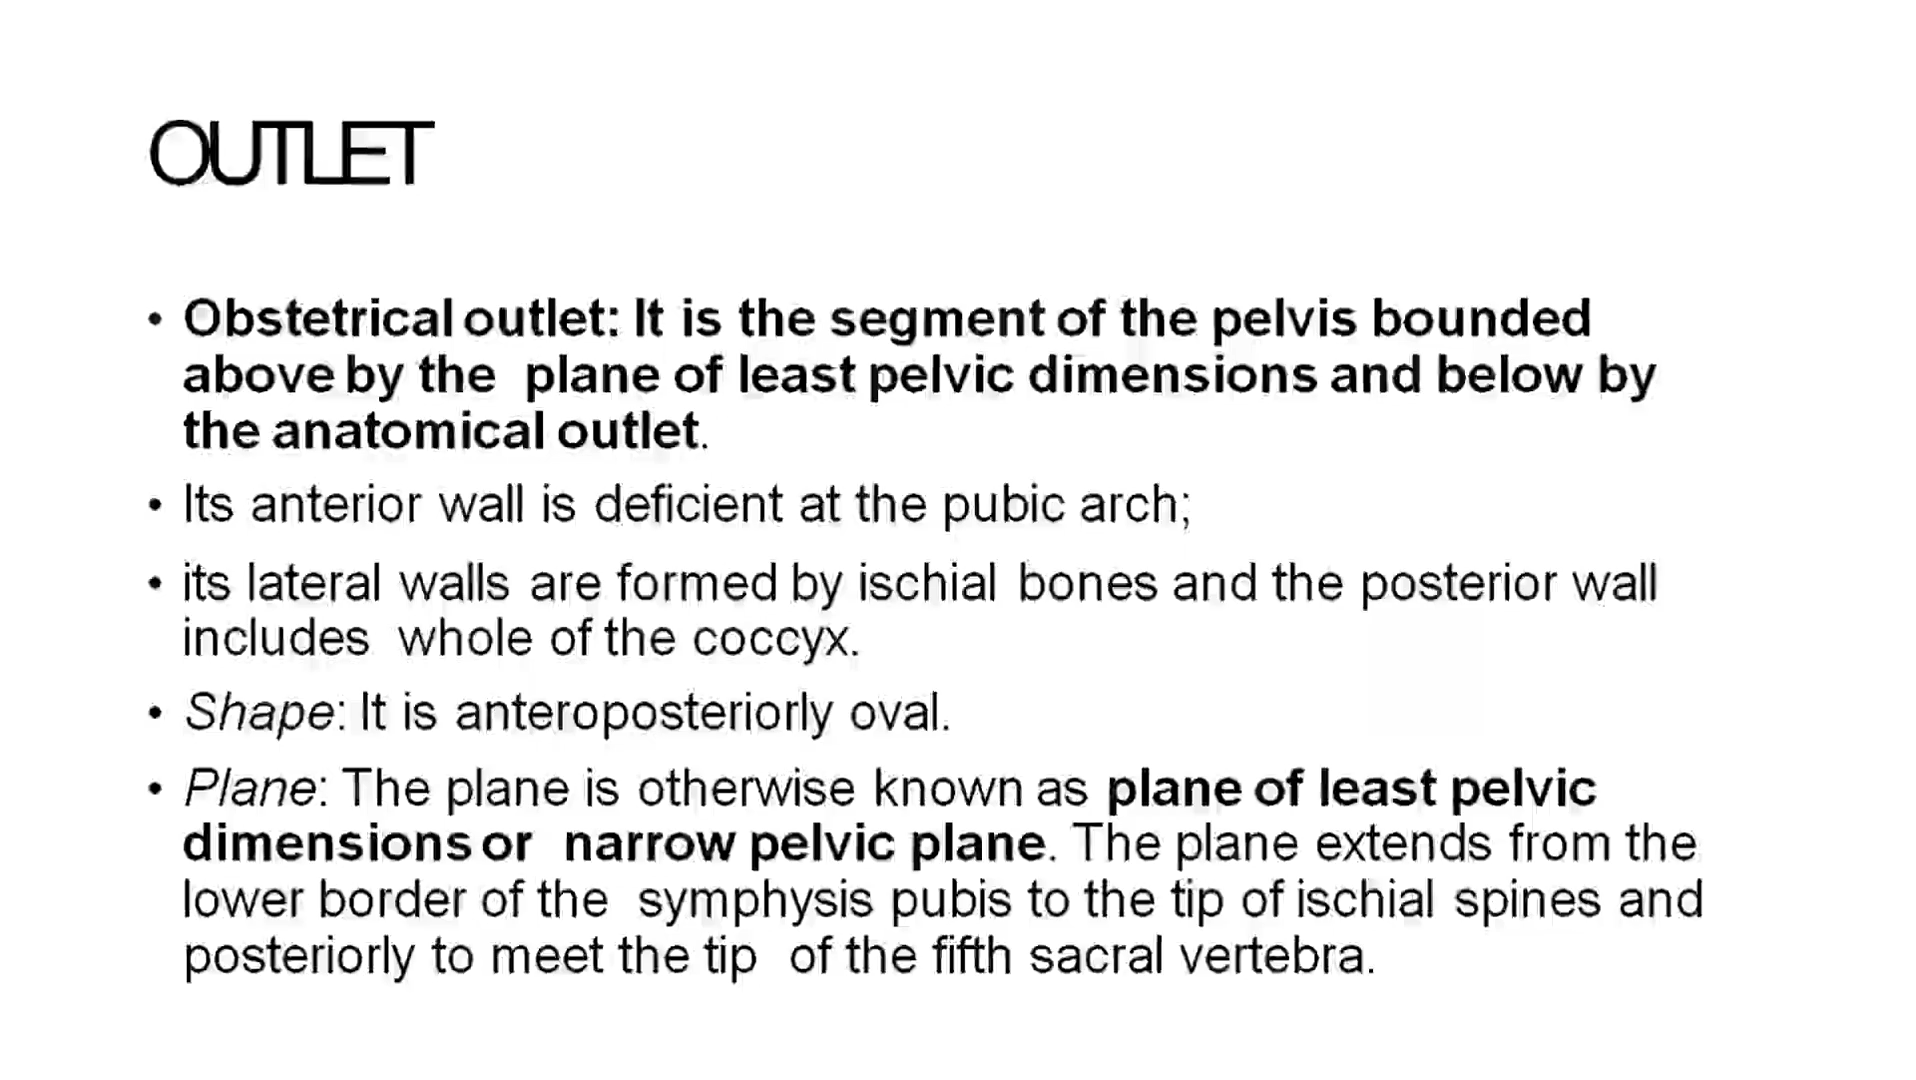 OUTLET
• Obstetrical outlet: It is the segment of the pelvis bounded
above by the plane of least pelvic dimensions and below by
the anatomical outlet.
• Its anterior wall is deficient at the pubic arch;
• its lateral walls are formed by ischial bones and the posterior wall
includes whole of the coccyx.
• Shape: It is anteroposteriorly oval.
• Plane: The plane is otherwise known as plane of least pelvic
dimensions or narrow pelvic plane. The plane extends from the
lower border of the symphysis pubis to the tip of ischial spines and
posteriorly to meet the tip of the fifth sacral vertebra.